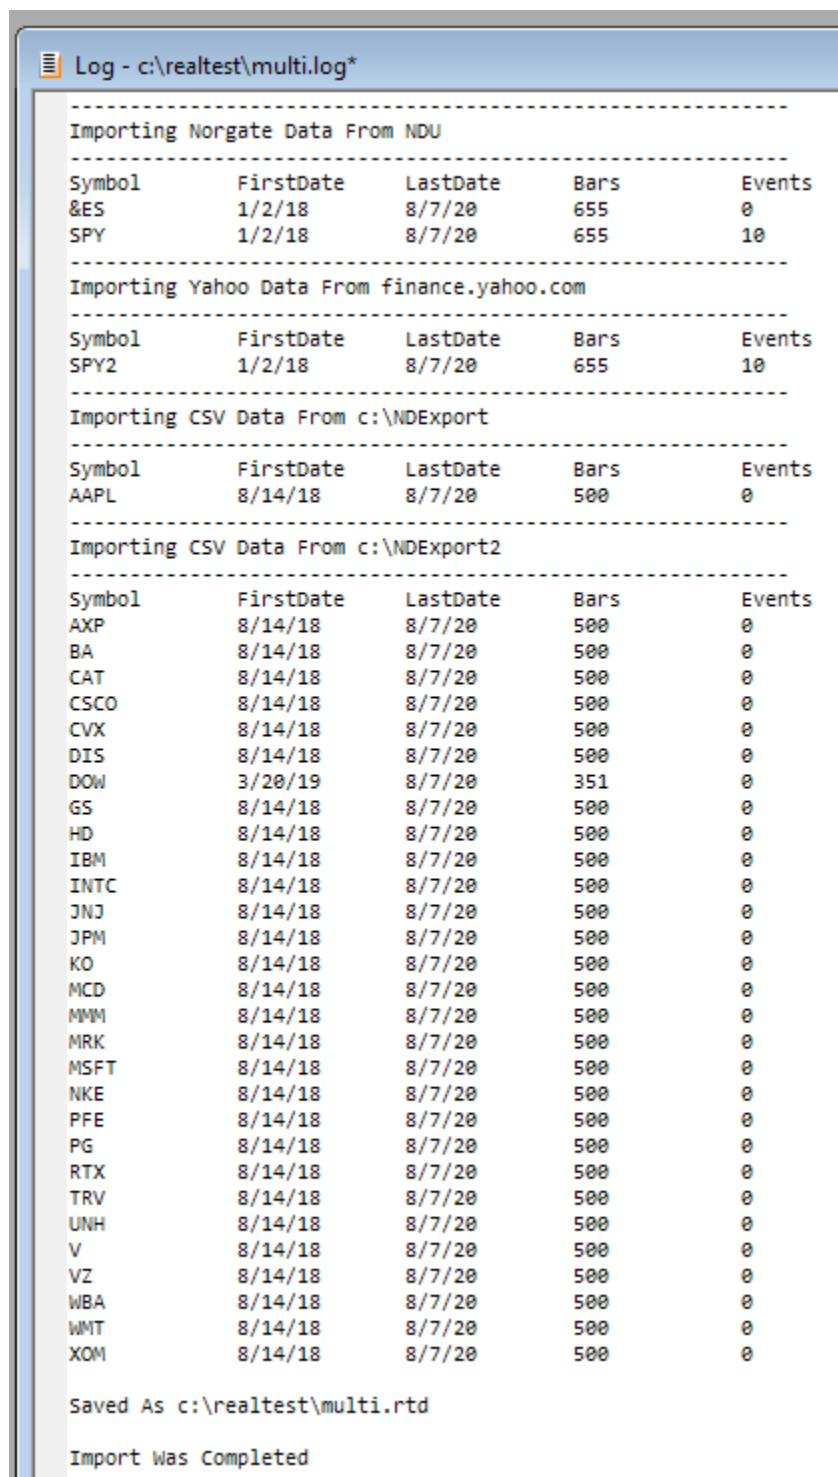 Log - c:\realtest\multi.log*
------------------------------------------------------------
Importing Norgate Data From NDU
------------------------------------------------------------
Symbol FirstDate LastDate Bars Events
&ES 1/2/18 8/7/20 655 0
SPY 1/2/18 8/7/20 655 10
------------------------------------------------------------
Importing Yahoo Data From finance.yahoo.com
------------------------------------------------------------
Symbol FirstDate LastDate Bars Events
SPY2 1/2/18 8/7/20 655 10
------------------------------------------------------------
Importing CSV Data From c:\NDExport
------------------------------------------------------------
Symbol FirstDate LastDate Bars Events
AAPL 8/14/18 8/7/20 500 0
------------------------------------------------------------
Importing CSV Data From c:\NDExport2
------------------------------------------------------------
Symbol FirstDate LastDate Bars Events
AXP 8/14/18 8/7/20 500 0
BA 8/14/18 8/7/20 500 0
CAT 8/14/18 8/7/20 500 0
CSCO 8/14/18 8/7/20 500 0
CVX 8/14/18 8/7/20 500 0
DIS 8/14/18 8/7/20 500 0
DOW 3/20/19 8/7/20 351 0
GS 8/14/18 8/7/20 500 0
HD 8/14/18 8/7/20 500 0
IBM 8/14/18 8/7/20 500 0
INTC 8/14/18 8/7/20 500 0
JNJ 8/14/18 8/7/20 500 0
JPM 8/14/18 8/7/20 500 0
KO 8/14/18 8/7/20 500 0
MCD 8/14/18 8/7/20 500 0
MMM 8/14/18 8/7/20 500 0
MRK 8/14/18 8/7/20 500 0
MSFT 8/14/18 8/7/20 500 0
NKE 8/14/18 8/7/20 500 0
PFE 8/14/18 8/7/20 500 0
PG 8/14/18 8/7/20 500 0
RTX 8/14/18 8/7/20 500 0
TRV 8/14/18 8/7/20 500 0
UNH 8/14/18 8/7/20 500 0
V 8/14/18 8/7/20 500 0
VZ 8/14/18 8/7/20 500 0
WBA 8/14/18 8/7/20 500 0
WMT 8/14/18 8/7/20 500 0
XOM 8/14/18 8/7/20 500 0
Saved As c:\realtest\multi.rtd
Import Was Completed